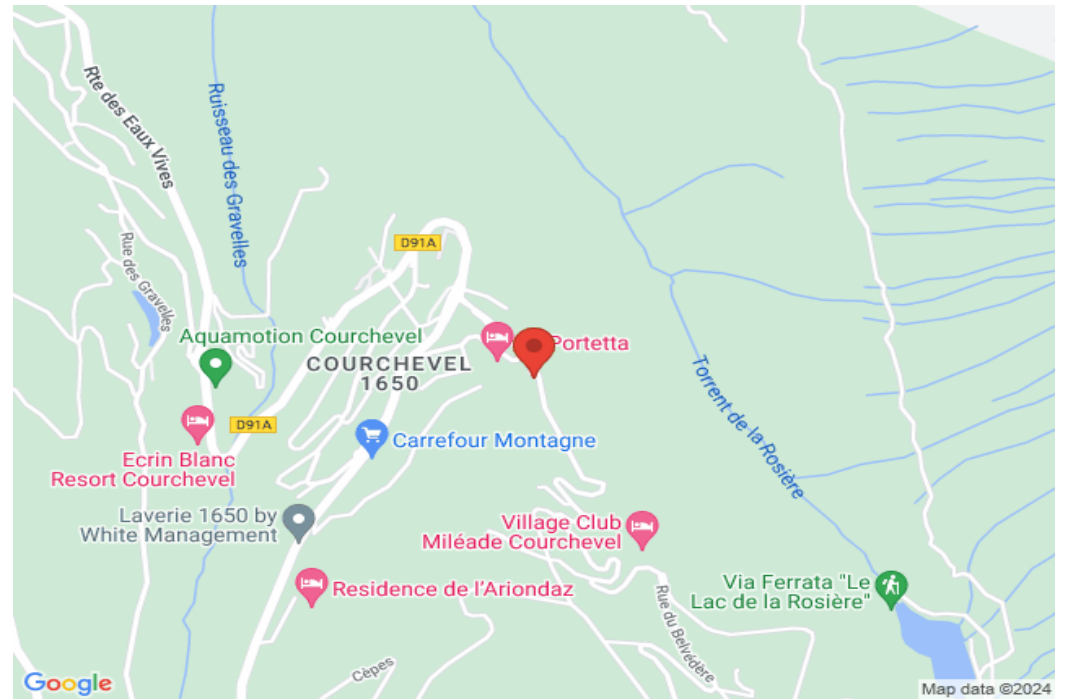 Rte des Eaux Vives
Ruisseau des Gravelles
Rue des Gravelles
D91A
Aquamotion Courchevel
COURCHEVEL
1650
Portetta
D91A
Carrefour Montagne
Ecrin Blanc
Resort Courchevel
Torrent de la Rosière
Laverie 1650 by
White Management
Village Club
Miléade Courchevel
Residence de l'Ariondaz
Via Ferrata "Le
Lac de la Rosière"
Rue du Belvédère
Cèpes
Google
Map data ©2024